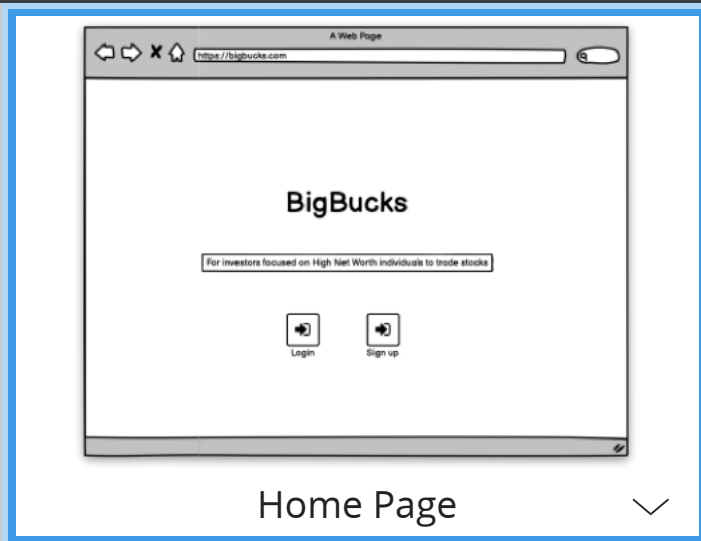 A Web Page
https://bigbucks.com
BigBucks
For investors focused on High Net Worth individuals to trade stocks
Login
Sign up
Home Page